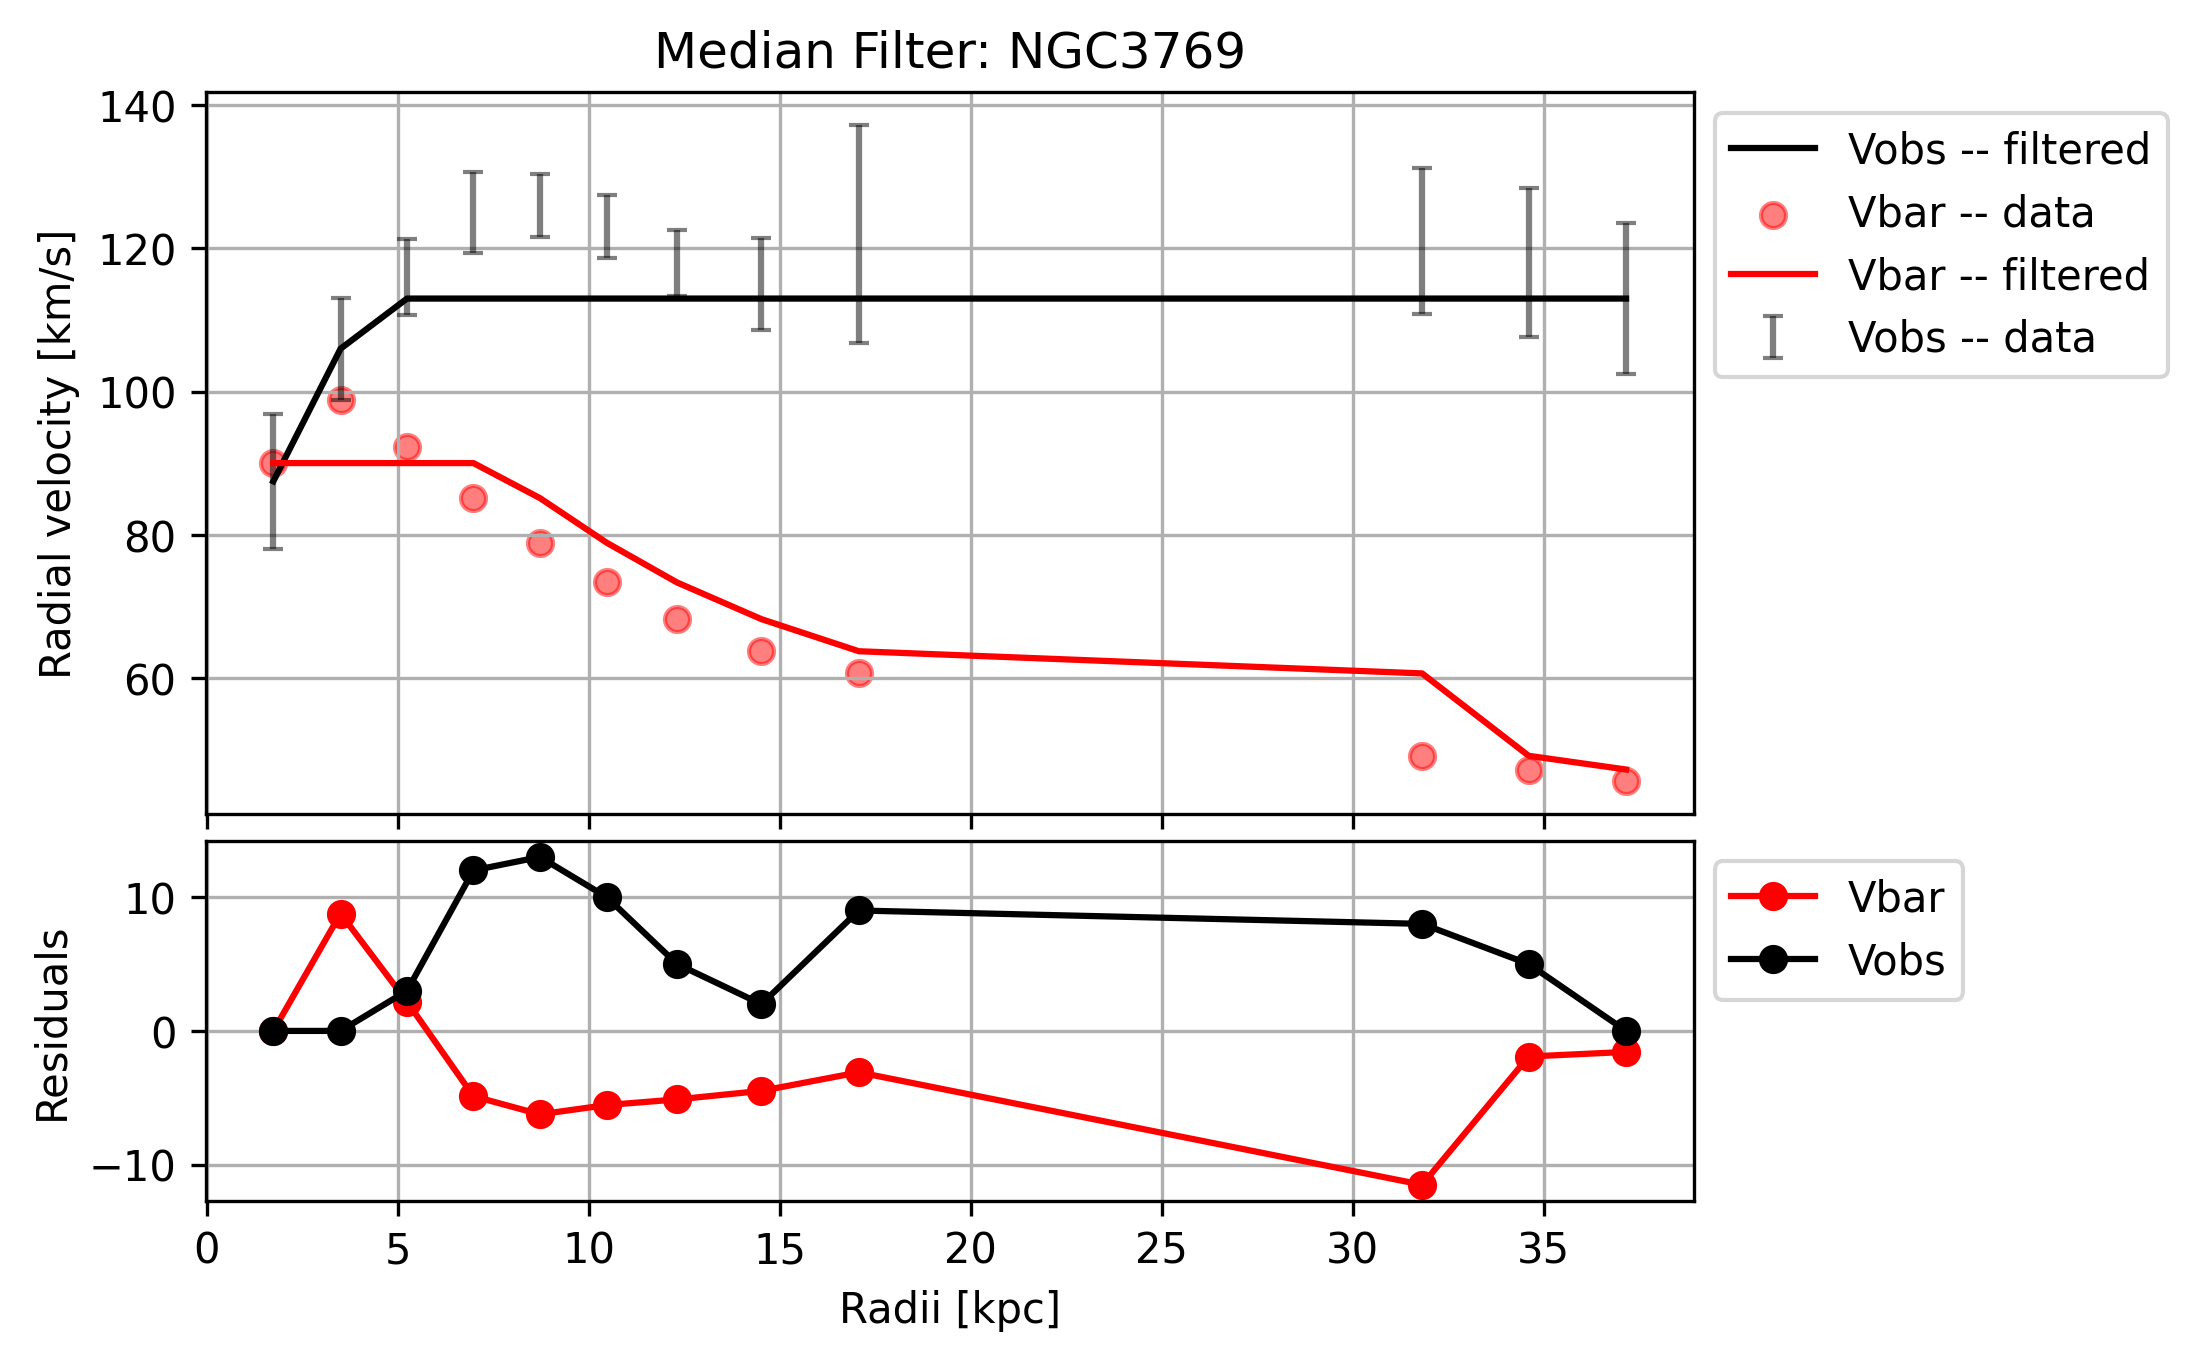 Median Filter: NGC3769
140
120
100
80
60
Radial velocity [km/s]
Vobs -- filtered
Vbar -- data
Vbar -- filtered
Vobs -- data
10
0
−10
Residuals
Vbar
Vobs
0 5 10 15 20 25 30 35
Radii [kpc]